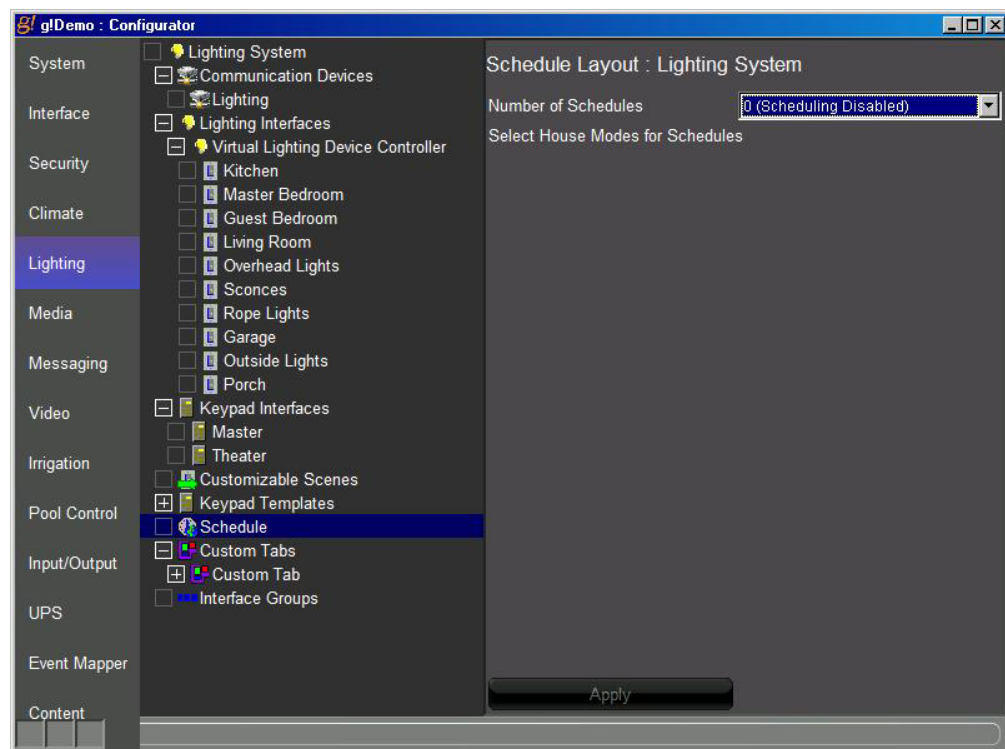 g! g!Demo : Configurator
System
Interface
Security
Climate
Lighting
Media
Messaging
Video
Irrigation
Pool Control
Input/Output
UPS
Event Mapper
Content
Lighting System
Communication Devices
Lighting
Lighting Interfaces
Virtual Lighting Device Controller
Kitchen
Master Bedroom
Guest Bedroom
Living Room
Overhead Lights
Sconces
Rope Lights
Garage
Outside Lights
Porch
Keypad Interfaces
Master
Theater
Customizable Scenes
Keypad Templates
Schedule
Custom Tabs
Custom Tab
Interface Groups
Schedule Layout : Lighting System
Number of Schedules 0 (Scheduling Disabled)
Select House Modes for Schedules
Apply